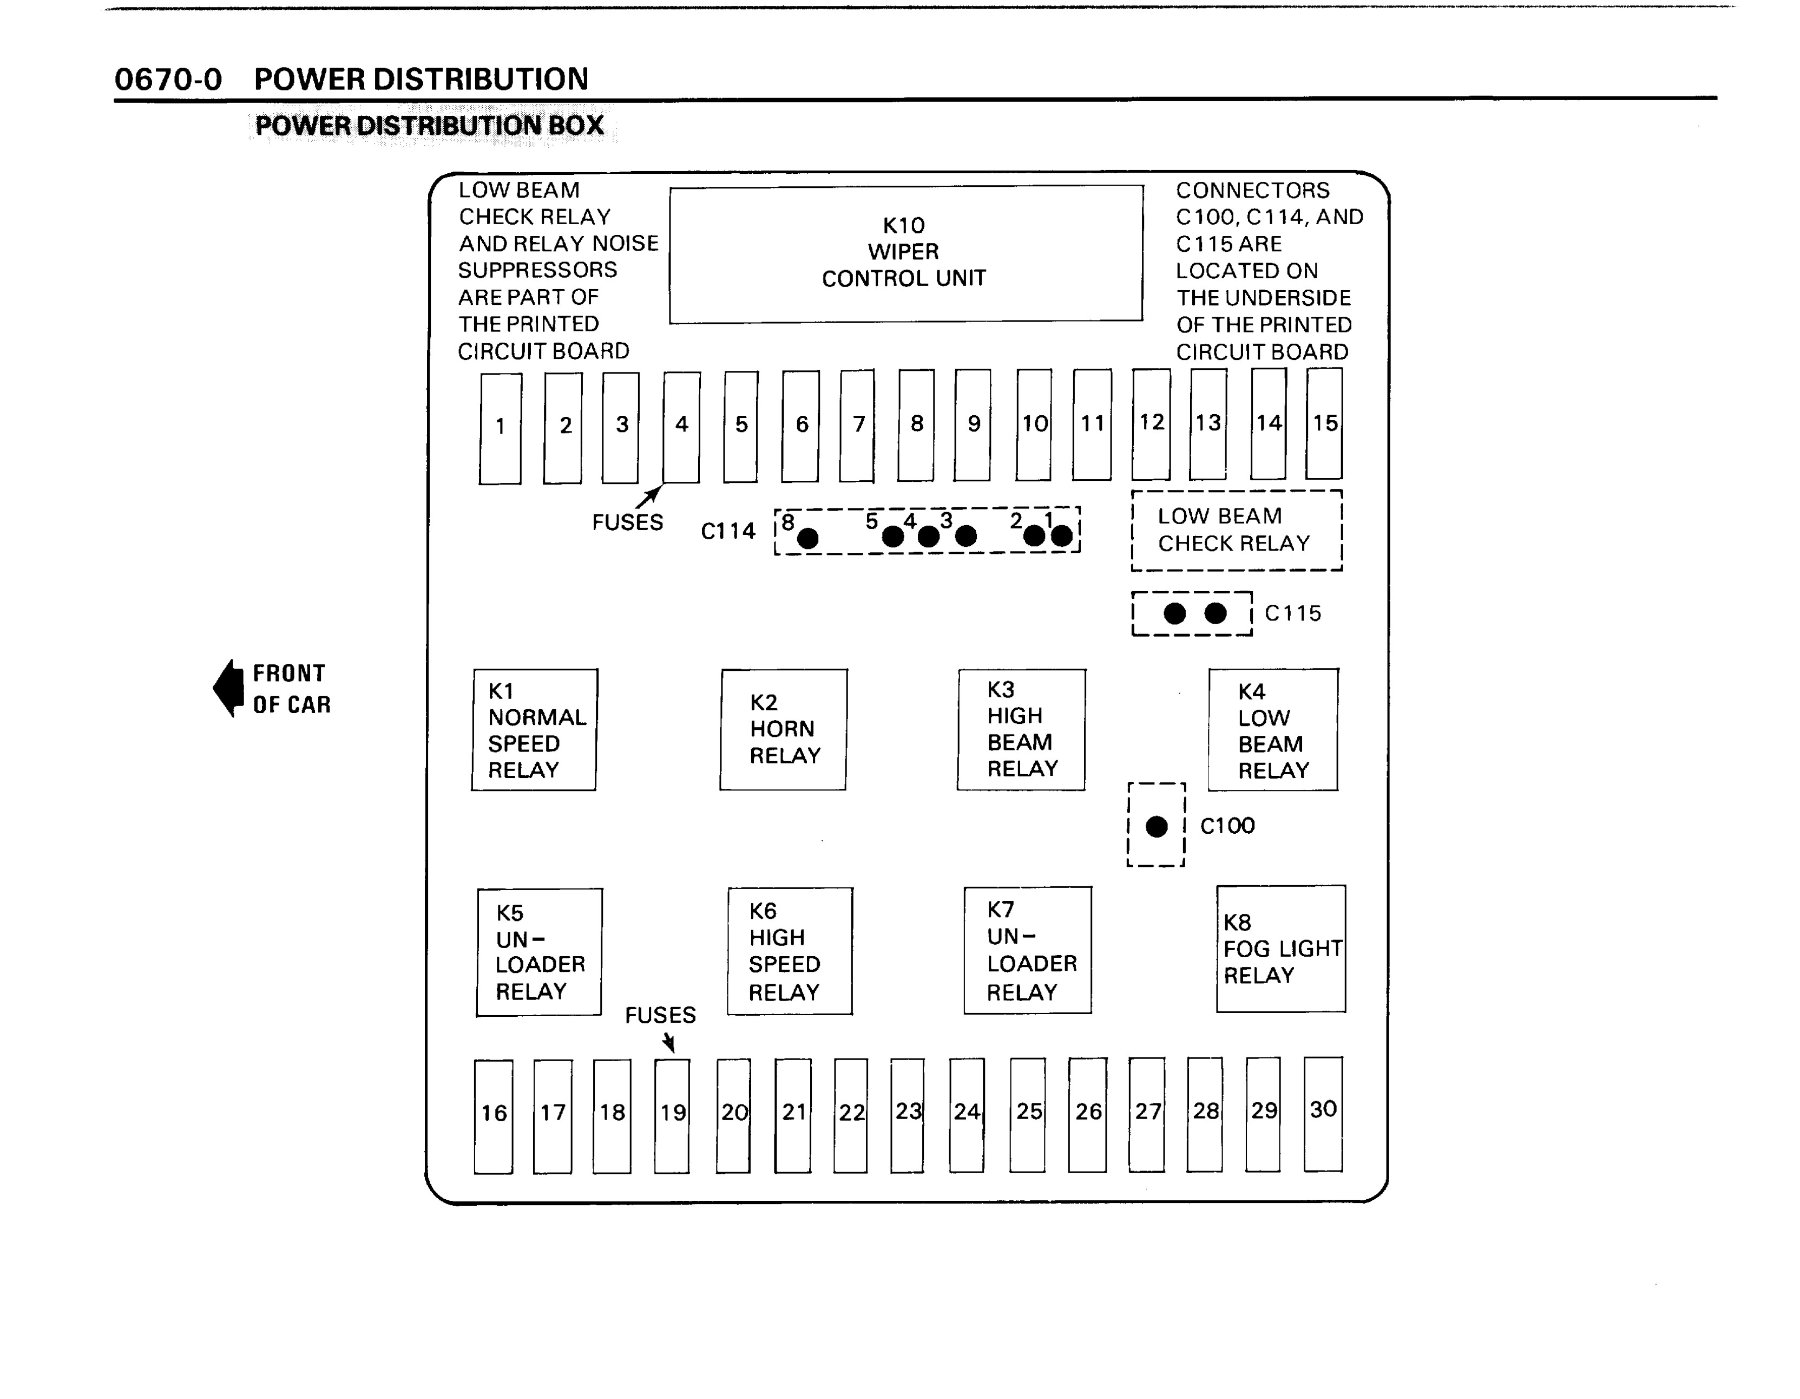 0670-0 POWER DISTRIBUTION
POWER DISTRIBUTION BOX
LOW BEAM
CHECK RELAY
AND RELAY NOISE
SUPPRESSORS
ARE PART OF
THE PRINTED
CIRCUIT BOARD
K10
WIPER
CONTROL UNIT
CONNECTORS
C100, C114, AND
C115 ARE
LOCATED ON
THE UNDERSIDE
OF THE PRINTED
CIRCUIT BOARD
1 2 3 4 5 6 7 8 9 10 11 12 13 14 15
FUSES
C114
8 5 4 3 2 1
LOW BEAM
CHECK RELAY
C115
FRONT
OF CAR
K1
NORMAL
SPEED
RELAY
K2
HORN
RELAY
K3
HIGH
BEAM
RELAY
K4
LOW
BEAM
RELAY
C100
K5
UN-
LOADER
RELAY
K6
HIGH
SPEED
RELAY
K7
UN-
LOADER
RELAY
K8
FOG LIGHT
RELAY
FUSES
16 17 18 19 20 21 22 23 24 25 26 27 28 29 30